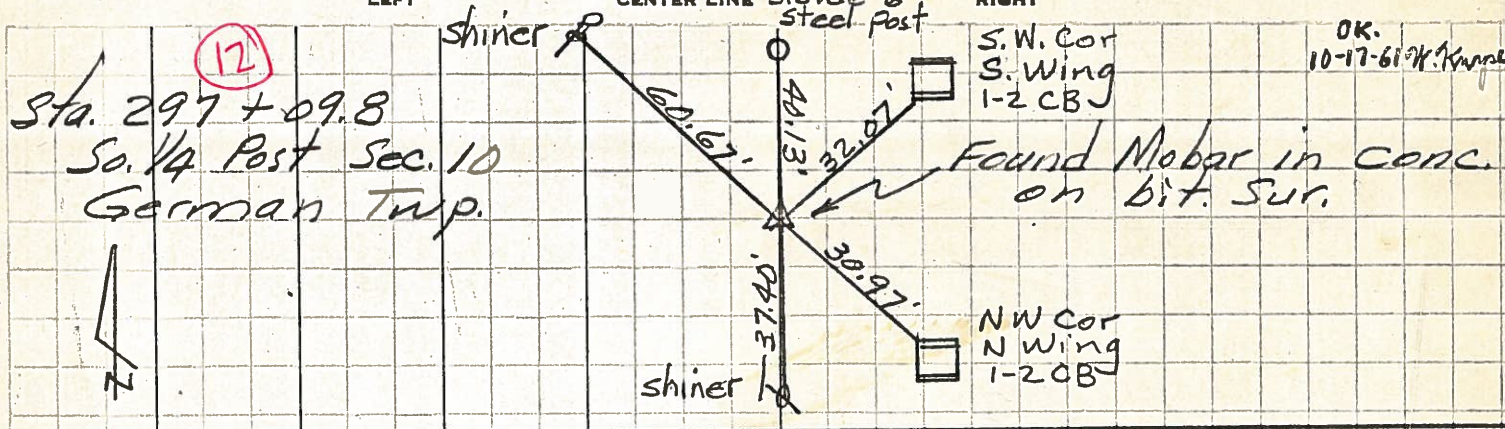 LEFT
CENTER LINE
RIGHT
steel Post
shiner
12
S.W. Cor
S. Wing
1-2 CB
OK.
10-17-61 W.
Sta. 297 + 09.8
So. 1/4 Post Sec. 10
German Twp.
60.67'
40.13'
32.07'
Found Mobar in conc.
on bit. Sur.
30.97'
37.40'
N W Cor
N Wing
1-2 CB
shiner
N